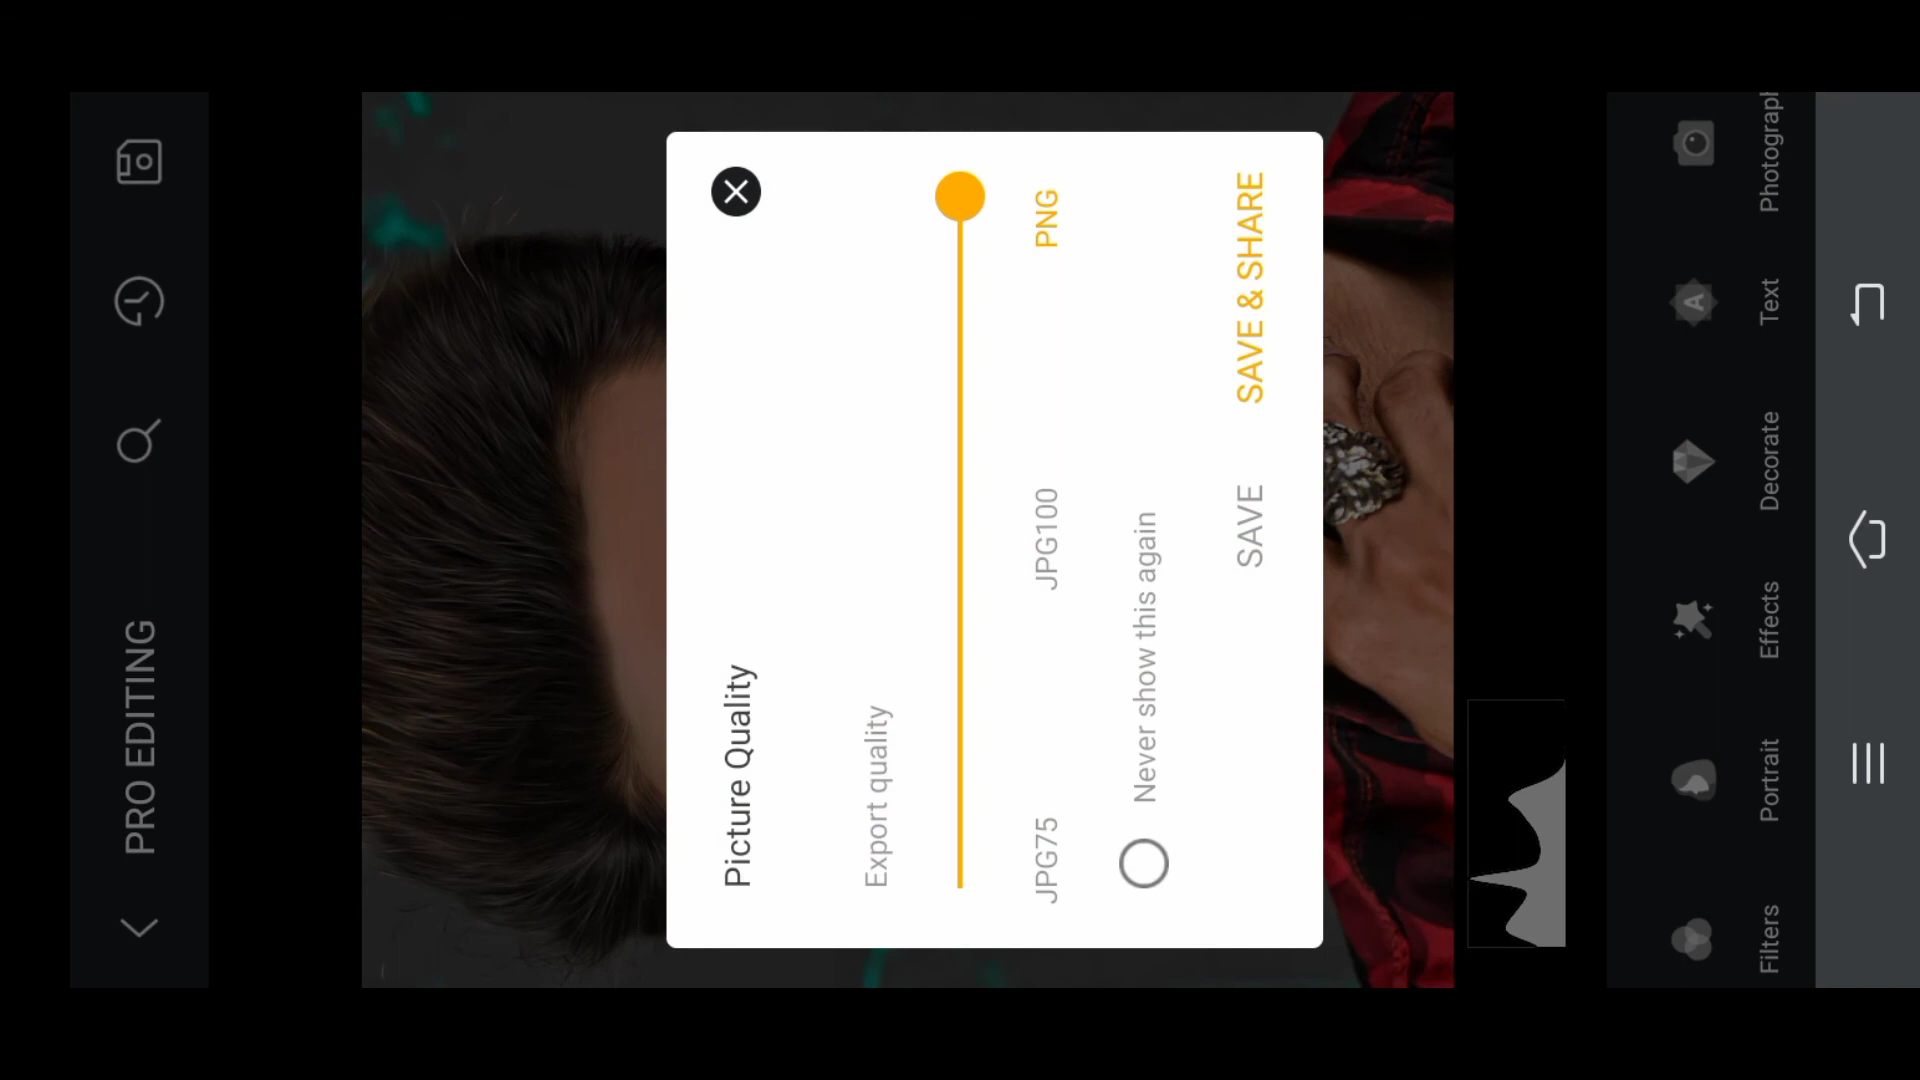 PRO EDITING
Picture Quality
Export quality
JPG75 JPG100 PNG
Never show this again
SAVE SAVE & SHARE
Filters Portrait Effects Decorate Text Photograph
A